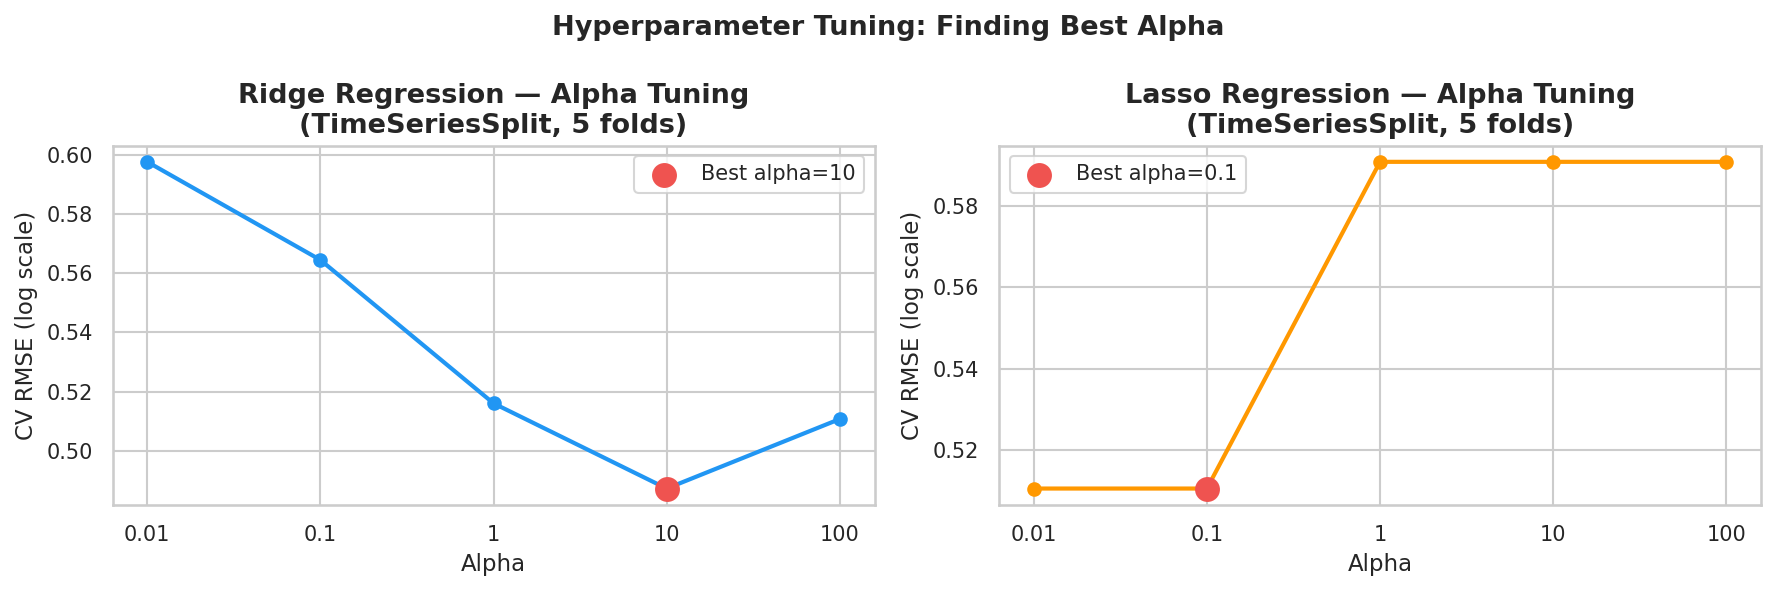 Hyperparameter Tuning: Finding Best Alpha
Ridge Regression — Alpha Tuning
(TimeSeriesSplit, 5 folds)
CV RMSE (log scale)
0.60
0.58
0.56
0.54
0.52
0.50
Best alpha=10
0.01 0.1 1 10 100
Alpha
Lasso Regression — Alpha Tuning
(TimeSeriesSplit, 5 folds)
CV RMSE (log scale)
0.58
0.56
0.54
0.52
Best alpha=0.1
0.01 0.1 1 10 100
Alpha